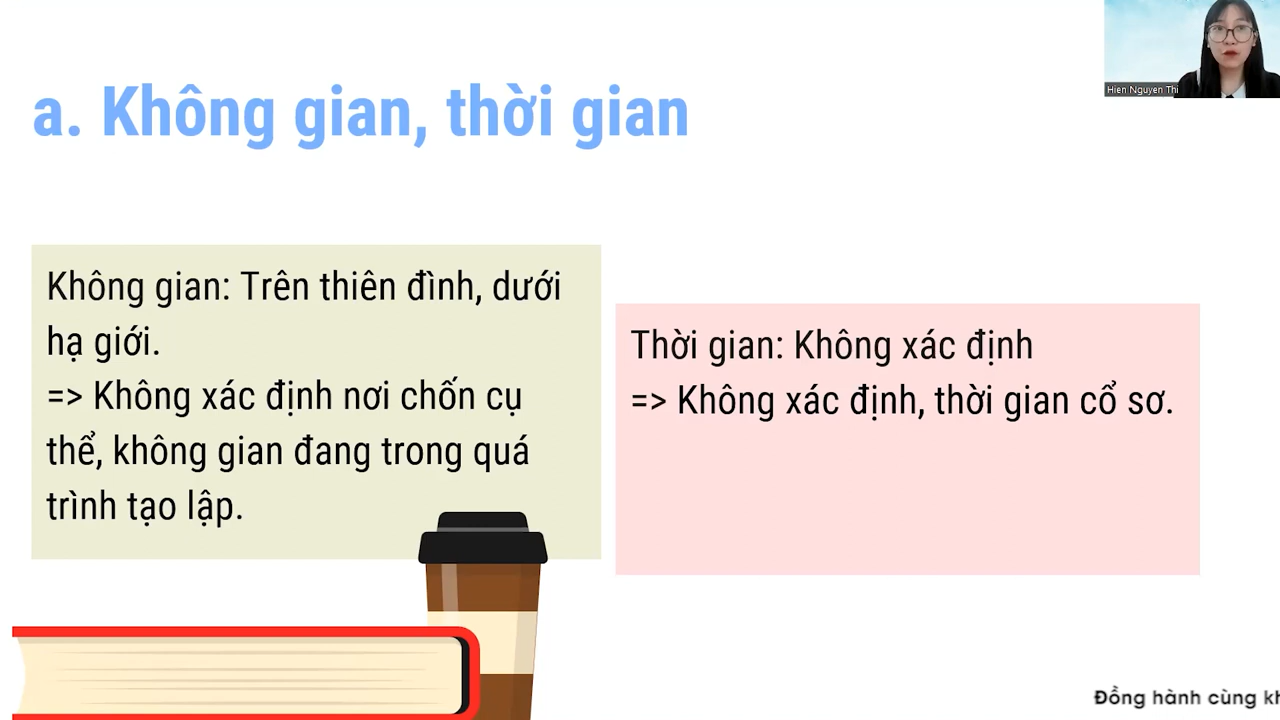 Hien Nguyen Thi
a. Không gian, thời gian
Không gian: Trên thiên đình, dưới
hạ giới.
=> Không xác định nơi chốn cụ
thể, không gian đang trong quá
trình tạo lập.
Thời gian: Không xác định
=> Không xác định, thời gian cổ sơ.
Đồng hành cùng